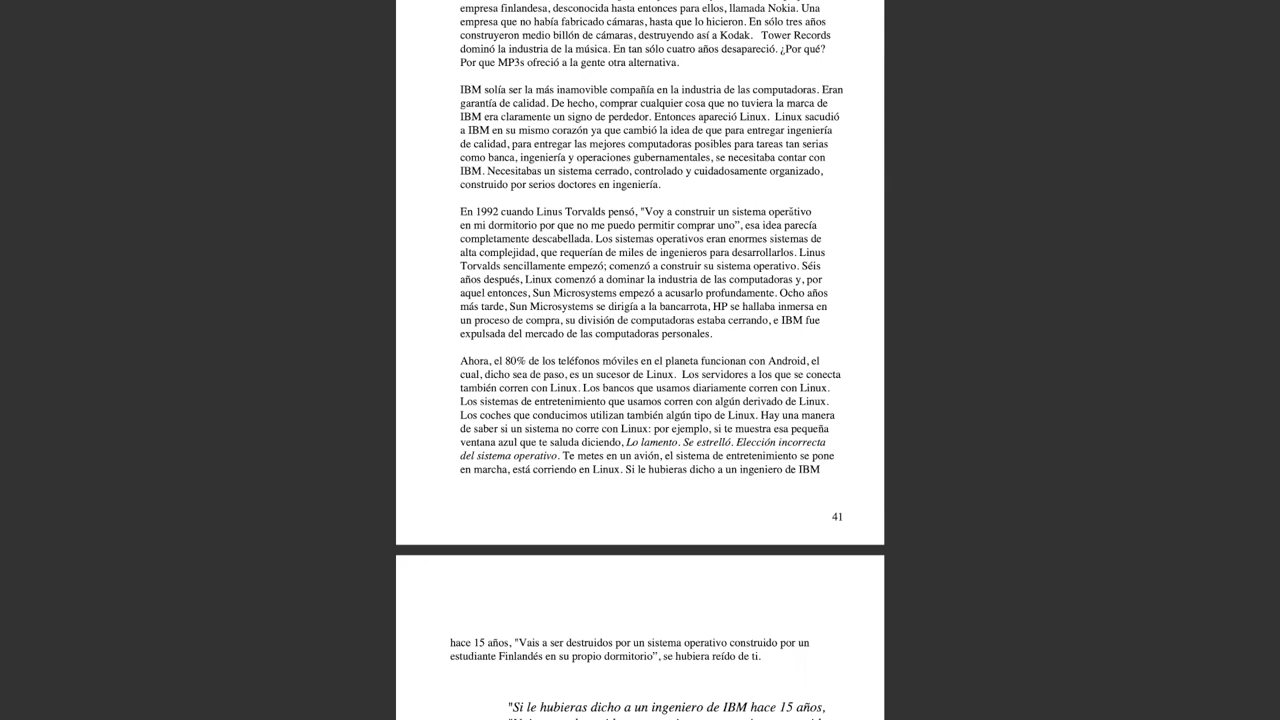 empresa finlandesa, desconocida hasta entonces para ellos, llamada Nokia. Una
empresa que no había fabricado cámaras, hasta que lo hicieron. En sólo tres años
construyeron medio billón de cámaras, destruyendo así a Kodak. Tower Records
dominó la industria de la música. En tan sólo cuatro años desapareció. ¿Por qué?
Por que MP3s ofreció a la gente otra alternativa.
IBM solía ser la más inamovible compañía en la industria de las computadoras. Eran
garantía de calidad. De hecho, comprar cualquier cosa que no tuviera la marca de
IBM era claramente un signo de perdedor. Entonces apareció Linux. Linux sacudió
a IBM en su mismo corazón ya que cambió la idea de que para entregar ingeniería
de calidad, para entregar las mejores computadoras posibles para tareas tan serias
como banca, ingeniería y operaciones gubernamentales, se necesitaba contar con
IBM. Necesitabas un sistema cerrado, controlado y cuidadosamente organizado,
construido por serios doctores en ingeniería.
En 1992 cuando Linus Torvalds pensó, "Voy a construir un sistema operativo
en mi dormitorio por que no me puedo permitir comprar uno”, esa idea parecía
completamente descabellada. Los sistemas operativos eran enormes sistemas de
alta complejidad, que requerían de miles de ingenieros para desarrollarlos. Linus
Torvalds sencillamente empezó; comenzó a construir su sistema operativo. Séis
años después, Linux comenzó a dominar la industria de las computadoras y, por
aquel entonces, Sun Microsystems empezó a acusarlo profundamente. Ocho años
más tarde, Sun Microsystems se dirigía a la bancarrota, HP se hallaba inmersa en
un proceso de compra, su división de computadoras estaba cerrando, e IBM fue
expulsada del mercado de las computadoras personales.
Ahora, el 80% de los teléfonos móviles en el planeta funcionan con Android, el
cual, dicho sea de paso, es un sucesor de Linux. Los servidores a los que se conecta
también corren con Linux. Los bancos que usamos diariamente corren con Linux.
Los sistemas de entretenimiento que usamos corren con algún derivado de Linux.
Los coches que conducimos utilizan también algún tipo de Linux. Hay una manera
de saber si un sistema no corre con Linux: por ejemplo, si te muestra esa pequeña
ventana azul que te saluda diciendo, Lo lamento. Se estrelló. Elección incorrecta
del sistema operativo. Te metes en un avión, el sistema de entretenimiento se pone
en marcha, está corriendo en Linux. Si le hubieras dicho a un ingeniero de IBM
41
hace 15 años, "Vais a ser destruidos por un sistema operativo construido por un
estudiante Finlandés en su propio dormitorio”, se hubiera reído de ti.
"Si le hubieras dicho a un ingeniero de IBM hace 15 años,